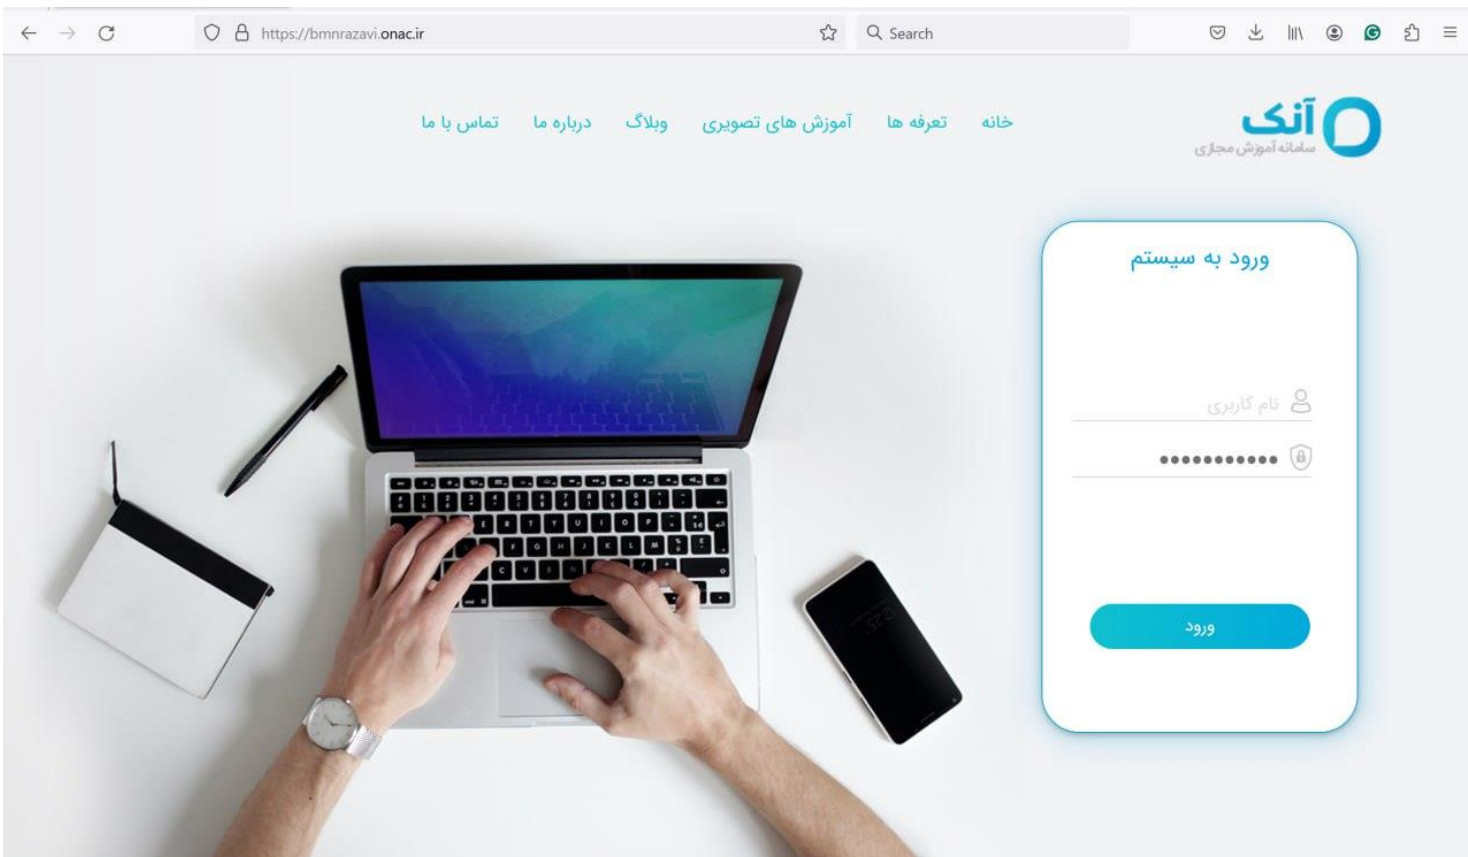 https://bmnrazavi.onac.ir
Search
آنک
سامانه آموزش مجازی
خانه تعرفه ها آموزش های تصویری وبلاگ درباره ما تماس با ما
ورود به سیستم
نام کاربری
•••••••••••
ورود